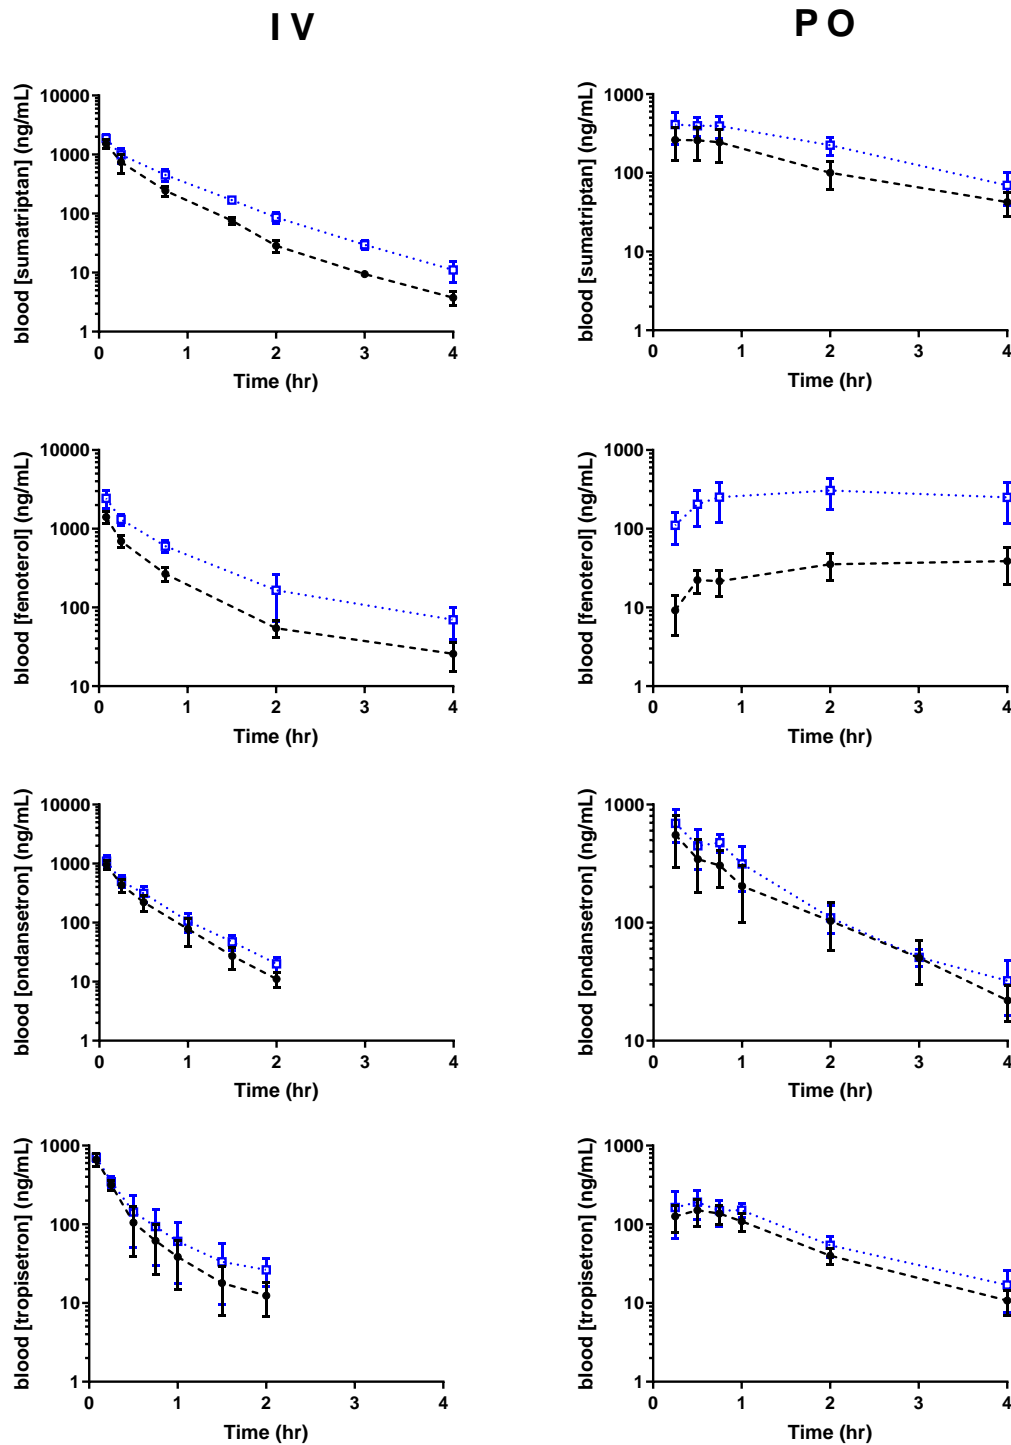 IV
PO
blood [sumatriptan] (ng/mL)
10000
1000
100
10
1
0 1 2 3 4
Time (hr)
blood [sumatriptan] (ng/mL)
1000
100
10
1
0 1 2 3 4
Time (hr)
blood [fenoterol] (ng/mL)
10000
1000
100
10
0 1 2 3 4
Time (hr)
blood [fenoterol] (ng/mL)
1000
100
10
1
0 1 2 3 4
Time (hr)
blood [ondansetron] (ng/mL)
10000
1000
100
10
1
0 1 2 3 4
Time (hr)
blood [ondansetron] (ng/mL)
1000
100
10
0 1 2 3 4
Time (hr)
blood [tropisetron] (ng/mL)
1000
100
10
1
0 1 2 3 4
Time (hr)
blood [tropisetron] (ng/mL)
1000
100
10
1
0 1 2 3 4
Time (hr)